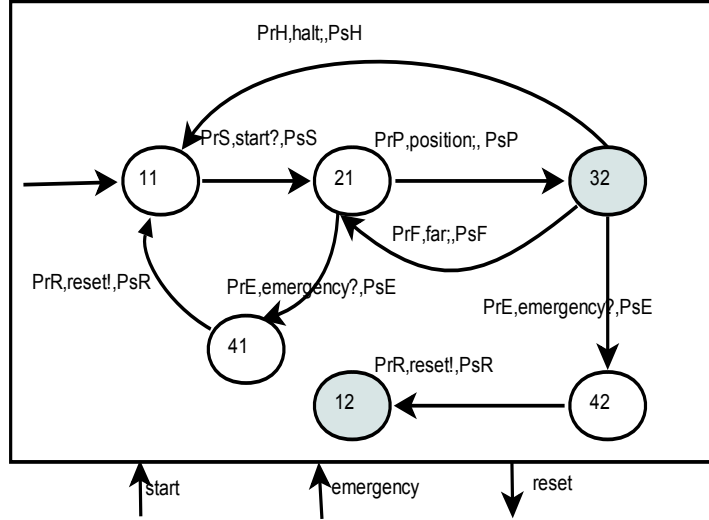 PrH,halt;,PsH
PrS,start?,PsS
PrP,position;, PsP
11
21
32
PrF,far;,PsF
PrR,reset!,PsR
PrE,emergency?,PsE
PrE,emergency?,PsE
41
PrR,reset!,PsR
12
42
start
emergency
reset